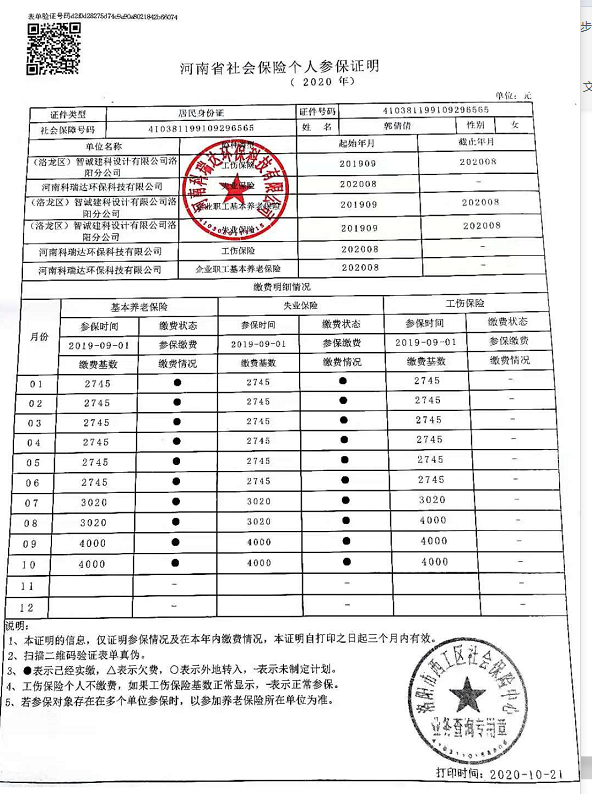 表单验证号码d2f0d28275d74c9a90a8021842b66074
河南省社会保险个人参保证明
（ 2020 年）
单位：元
证件类型 居民身份证 证件号码 410381199109296565
社会保障号码 410381199109296565 姓 名 郭倩倩 性别 女
单位名称 起始年月 截止年月
（洛龙区）智诚建科设计有限公司洛阳分公司 工伤保险 201909 202008
河南科瑞达环保科技有限公司 失业保险 202008 -
（洛龙区）智诚建科设计有限公司洛阳分公司 企业职工基本养老保险 201909 202008
（洛龙区）智诚建科设计有限公司洛阳分公司 失业保险 201909 202008
河南科瑞达环保科技有限公司 工伤保险 202008 -
河南科瑞达环保科技有限公司 企业职工基本养老保险 202008 -
河南科瑞达环保科技有限公司
缴费明细情况
月份 基本养老保险 失业保险 工伤保险
参保时间 缴费状态 参保时间 缴费状态 参保时间 缴费状态
2019-09-01 参保缴费 2019-09-01 参保缴费 2019-09-01 参保缴费
缴费基数 缴费情况 缴费基数 缴费情况 缴费基数 缴费情况
01 2745 ● 2745 ● 2745 -
02 2745 ● 2745 ● 2745 -
03 2745 ● 2745 ● 2745 -
04 2745 ● 2745 ● 2745 -
05 2745 ● 2745 ● 2745 -
06 2745 ● 2745 ● 2745 -
07 3020 ● 3020 ● 3020 -
08 3020 ● 3020 ● 4000 -
09 4000 ● 4000 ● 4000 -
10 4000 ● 4000 ● 4000 -
11 - -
12 - -
说明：
1、本证明的信息，仅证明参保情况及在本年内缴费情况，本证明自打印之日起三个月内有效。
2、扫描二维码验证表单真伪。
3、●表示已经实缴，△表示欠费，○表示外地转入，-表示未制定计划。
4、工伤保险个人不缴费，如果工伤保险基数正常显示，-表示正常参保。
5、若参保对象存在在多个单位参保时，以参加养老保险所在单位为准。
洛阳市西工区社会保险中心
业务查询专用章
打印时间：2020-10-21
步
文